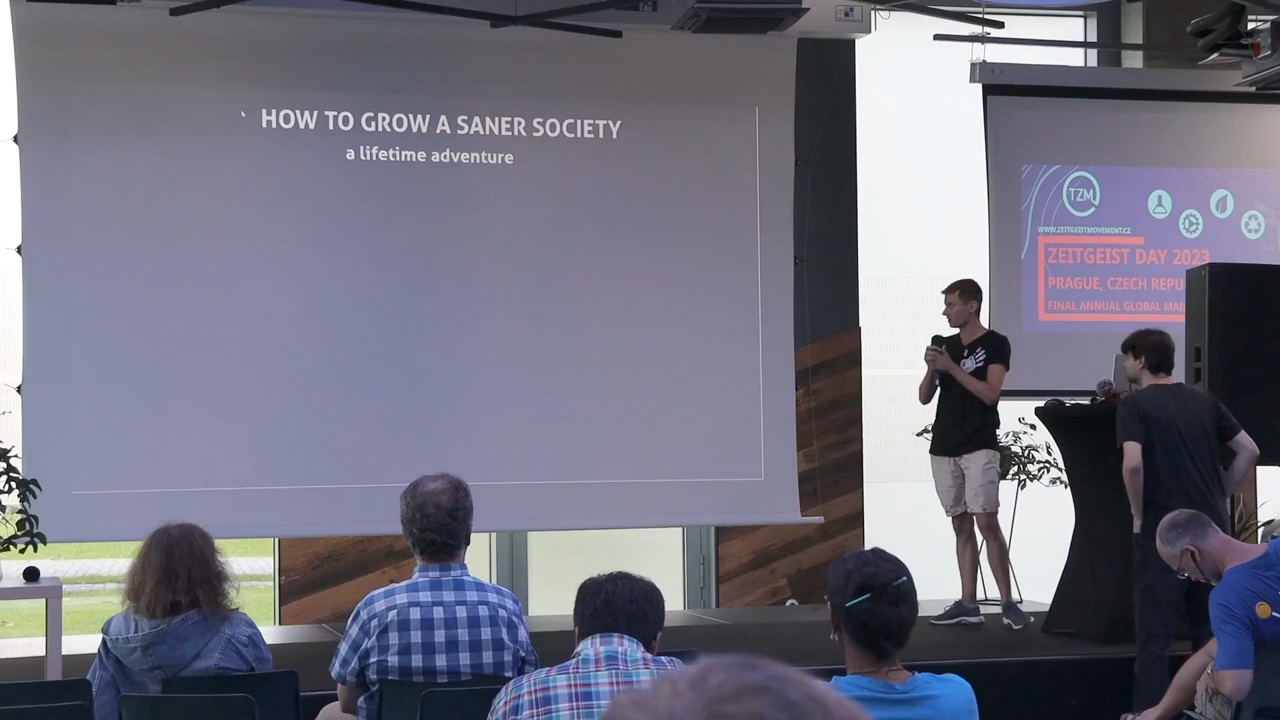 HOW TO GROW A SANER SOCIETY
a lifetime adventure
TZM
WWW.ZEITGEISTMOVEMENT.CZ
ZEITGEIST DAY 2023
PRAGUE, CZECH REPU
FINAL ANNUAL GLOBAL MAI